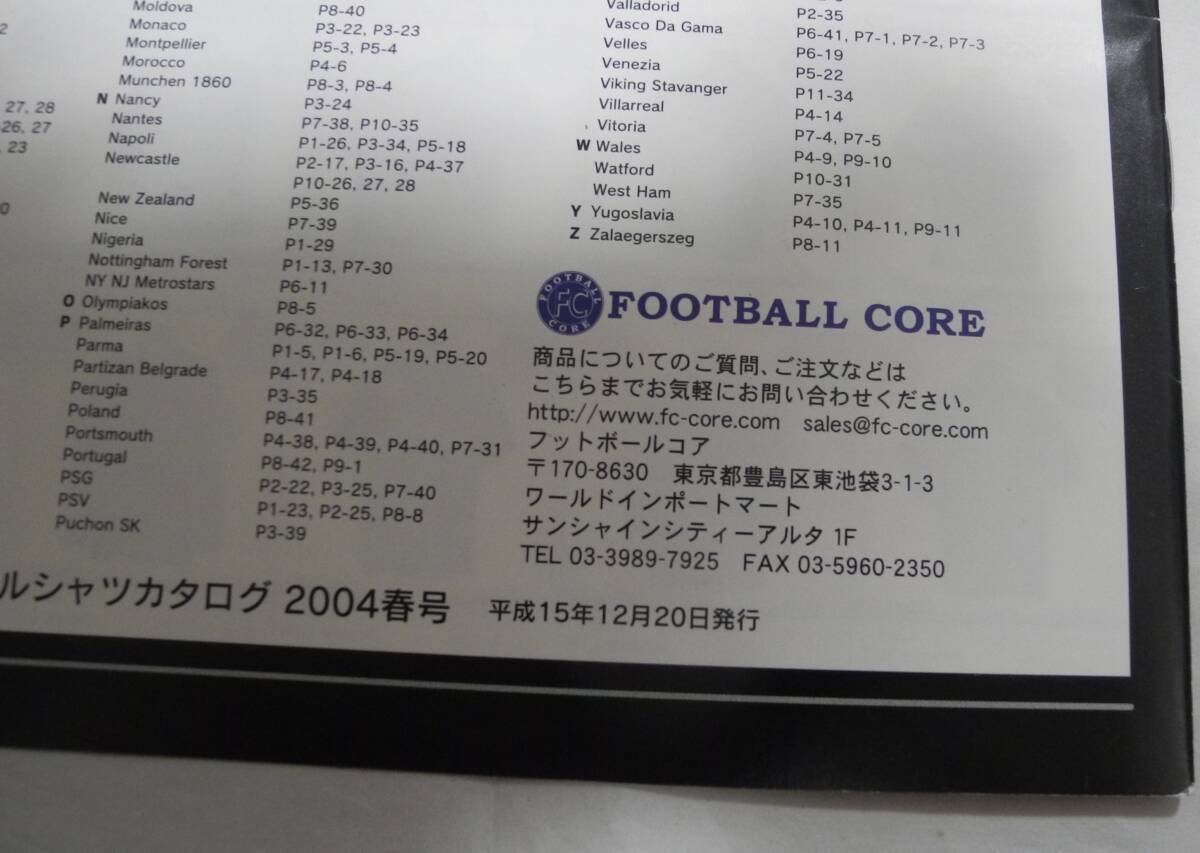 2
27, 28
-26, 27
, 23
0
Moldova P8-40
Monaco P3-22, P3-23
Montpellier P5-3, P5-4
Morocco P4-6
Munchen 1860 P8-3, P8-4
N Nancy P3-24
Nantes P7-38, P10-35
Napoli P1-26, P3-34, P5-18
Newcastle P2-17, P3-16, P4-37
P10-26, 27, 28
New Zealand P5-36
Nice P7-39
Nigeria P1-29
Nottingham Forest P1-13, P7-30
NY NJ Metrostars P6-11
O Olympiakos P8-5
P Palmeiras P6-32, P6-33, P6-34
Parma P1-5, P1-6, P5-19, P5-20
Partizan Belgrade P4-17, P4-18
Perugia P3-35
Poland P8-41
Portsmouth P4-38, P4-39, P4-40, P7-31
Portugal P8-42, P9-1
PSG P2-22, P3-25, P7-40
PSV P1-23, P2-25, P8-8
Puchon SK P3-39
Valladorid P2-35
Vasco Da Gama P6-41, P7-1, P7-2, P7-3
Velles P6-19
Venezia P5-22
Viking Stavanger P11-34
Villarreal P4-14
Vitoria P7-4, P7-5
W Wales P4-9, P9-10
Watford P10-31
West Ham P7-35
Y Yugoslavia P4-10, P4-11, P9-11
Z Zalaegerszeg P8-11
FOOTBALL
FC
CORE
FOOTBALL CORE
商品についてのご質問、ご注文などは
こちらまでお気軽にお問い合わせください。
http://www.fc-core.com sales@fc-core.com
フットボールコア
〒170-8630 東京都豊島区東池袋3-1-3
ワールドインポートマート
サンシャインシティーアルタ 1F
TEL 03-3989-7925 FAX 03-5960-2350
ルシャツカタログ 2004春号 平成15年12月20日発行